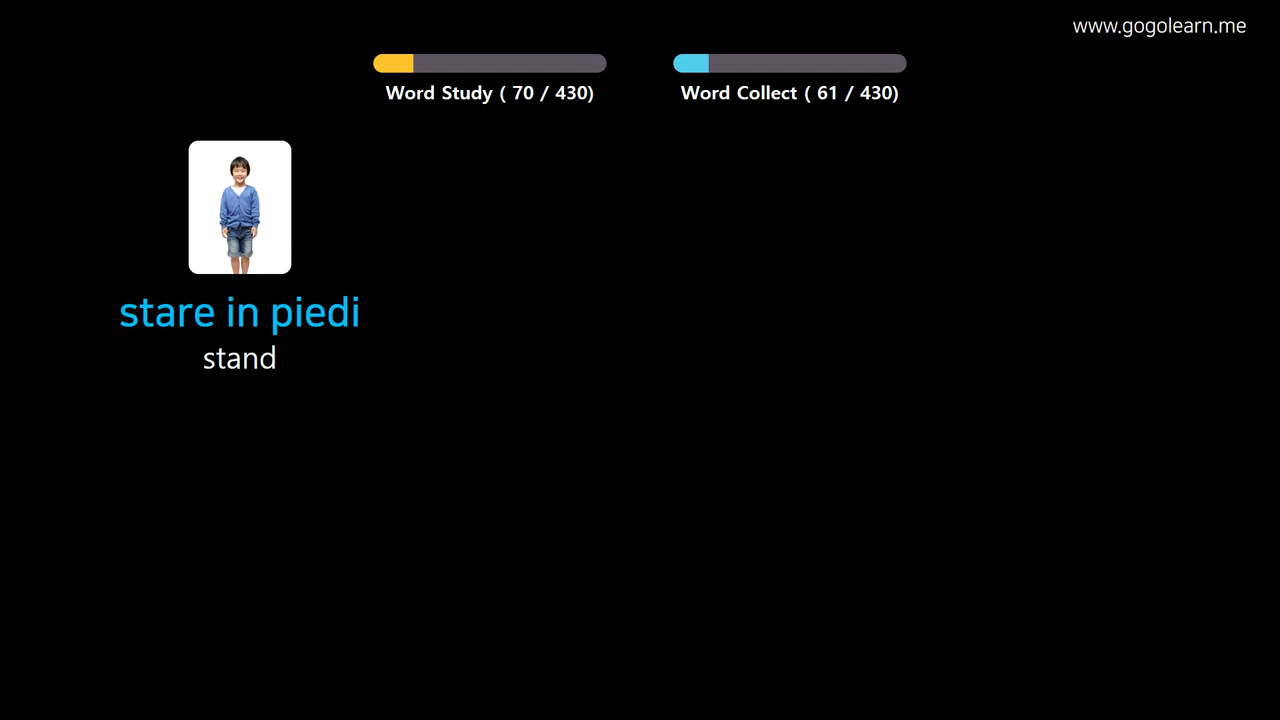 www.gogolearn.me
Word Study ( 70 / 430)
Word Collect ( 61 / 430)
stare in piedi
stand